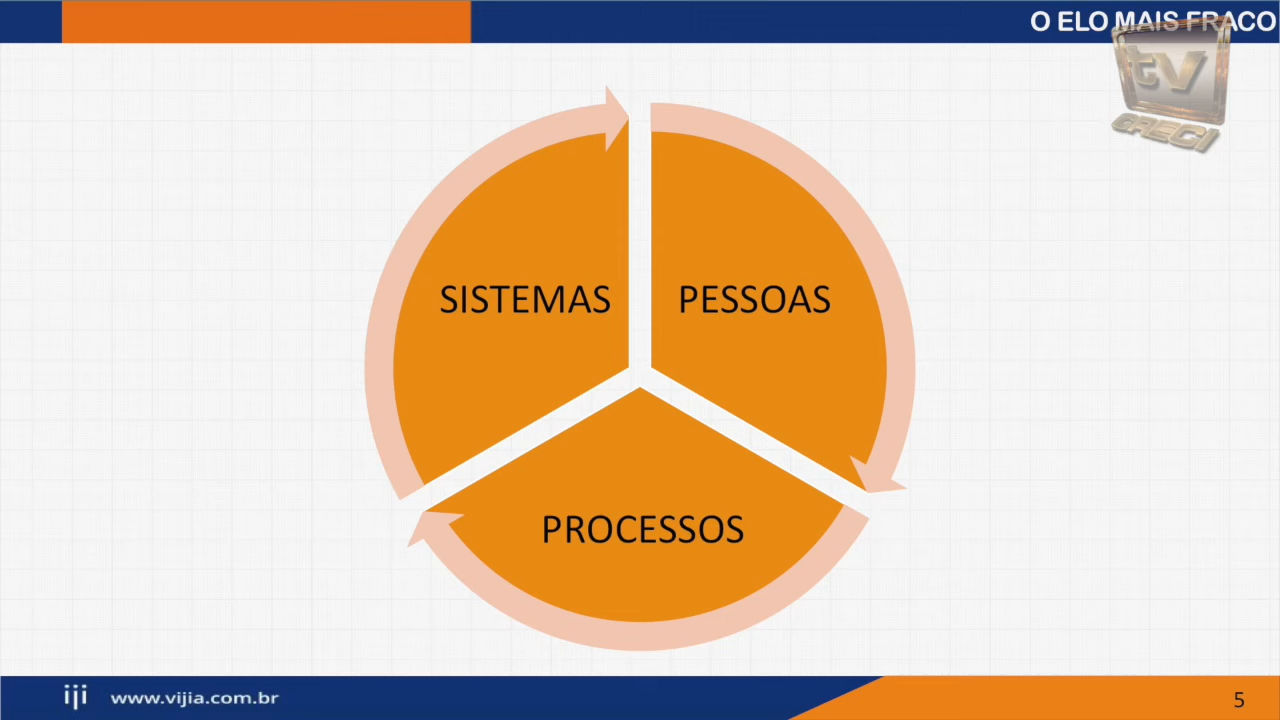 O ELO MAIS FRACO
tv
CRECI
SISTEMAS
PESSOAS
PROCESSOS
iji
www.vijia.com.br
5